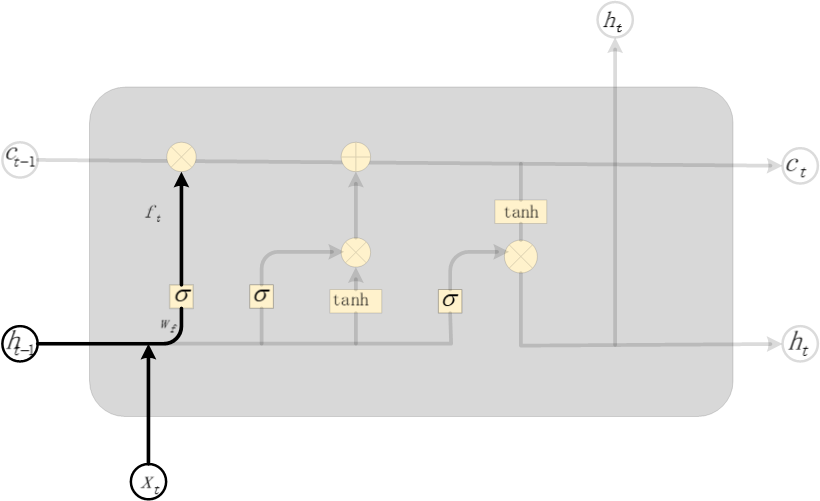 h_t
c_{t-1}
c_t
f_t
tanh
σ
σ
tanh
σ
W_f
h_{t-1}
h_t
x_t